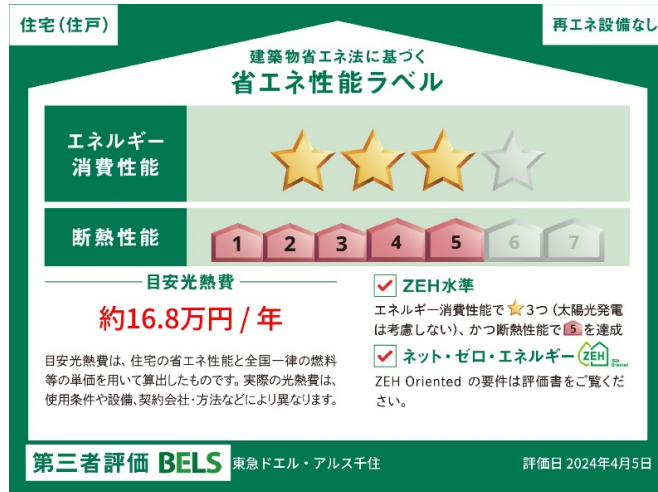 住宅(住戸)
再エネ設備なし
建築物省エネ法に基づく
省エネ性能ラベル
エネルギー
消費性能
断熱性能
1 2 3 4 5 6 7
目安光熱費
約16.8万円 / 年
目安光熱費は、住宅の省エネ性能と全国一律の燃料
等の単価を用いて算出したものです。実際の光熱費は、
使用条件や設備、契約会社・方法などにより異なります。
ZEH水準
エネルギー消費性能で 3つ(太陽光発電
は考慮しない)、かつ断熱性能で 5 を達成
ネット・ゼロ・エネルギー ZEH ZEH Oriented
ZEH Oriented の要件は評価書をご覧くだ
さい。
第三者評価 BELS 東急ドエル・アルス千住
評価日 2024年4月5日